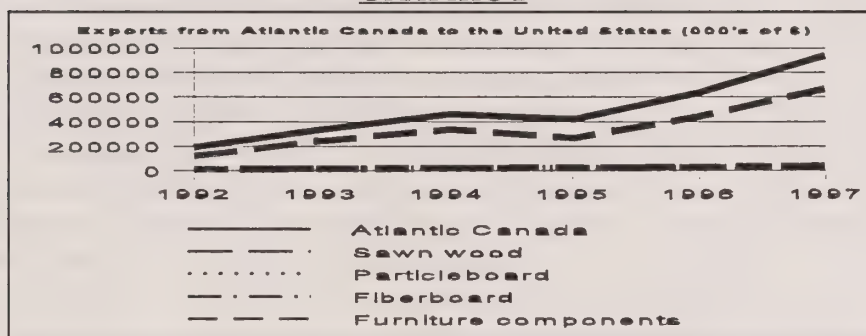 Exports from Atlantic Canada to the United States (000's of $)
1000000
800000
600000
400000
200000
0
1992 1993 1994 1995 1996 1997
Atlantic Canada
Sawn wood
Particleboard
Fiberboard
Furniture components